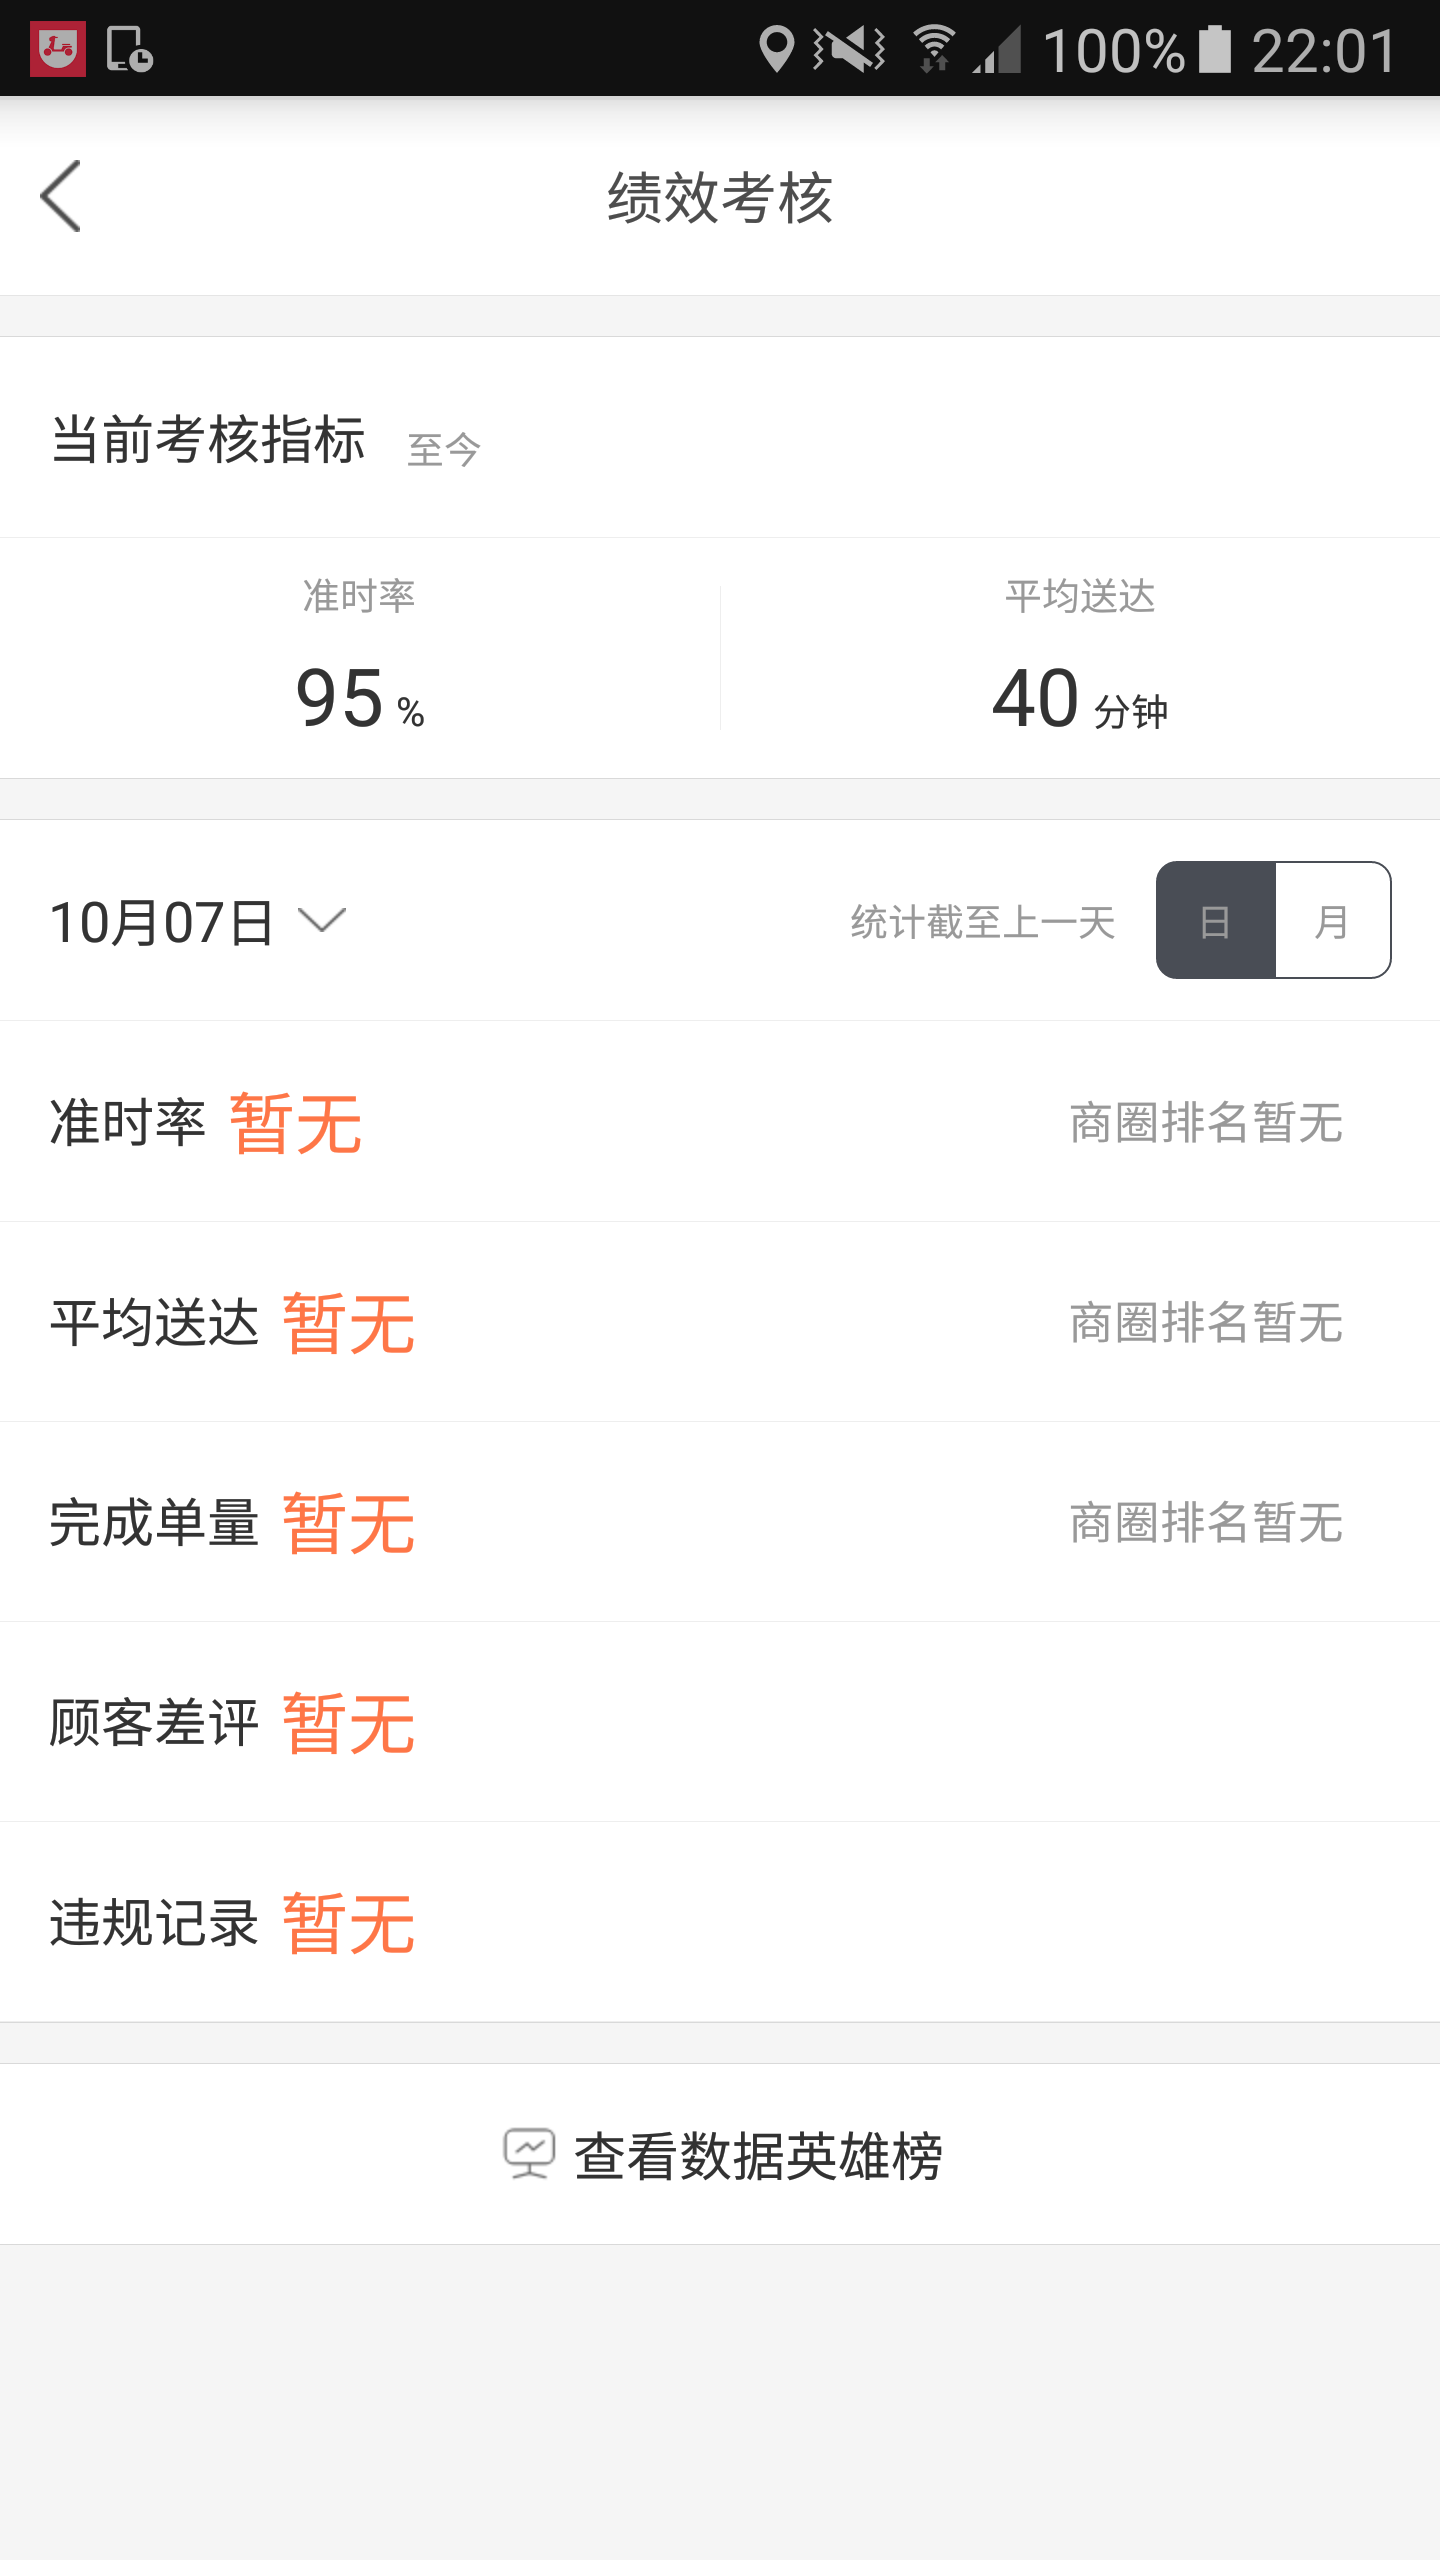 100% 22:01
绩效考核
当前考核指标 至今
准时率 平均送达
95 % 40 分钟
10月07日 统计截至上一天 日 月
准时率 暂无 商圈排名暂无
平均送达 暂无 商圈排名暂无
完成单量 暂无 商圈排名暂无
顾客差评 暂无
违规记录 暂无
查看数据英雄榜